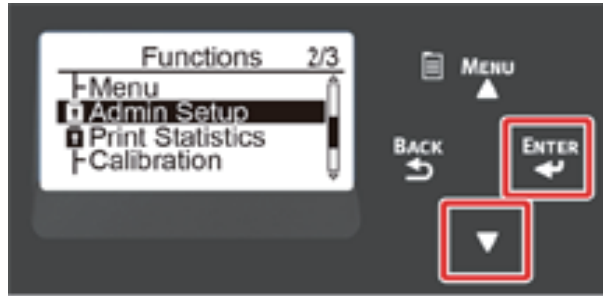 Functions 2/3
Menu
Admin Setup
Print Statistics
Calibration
MENU
BACK
ENTER